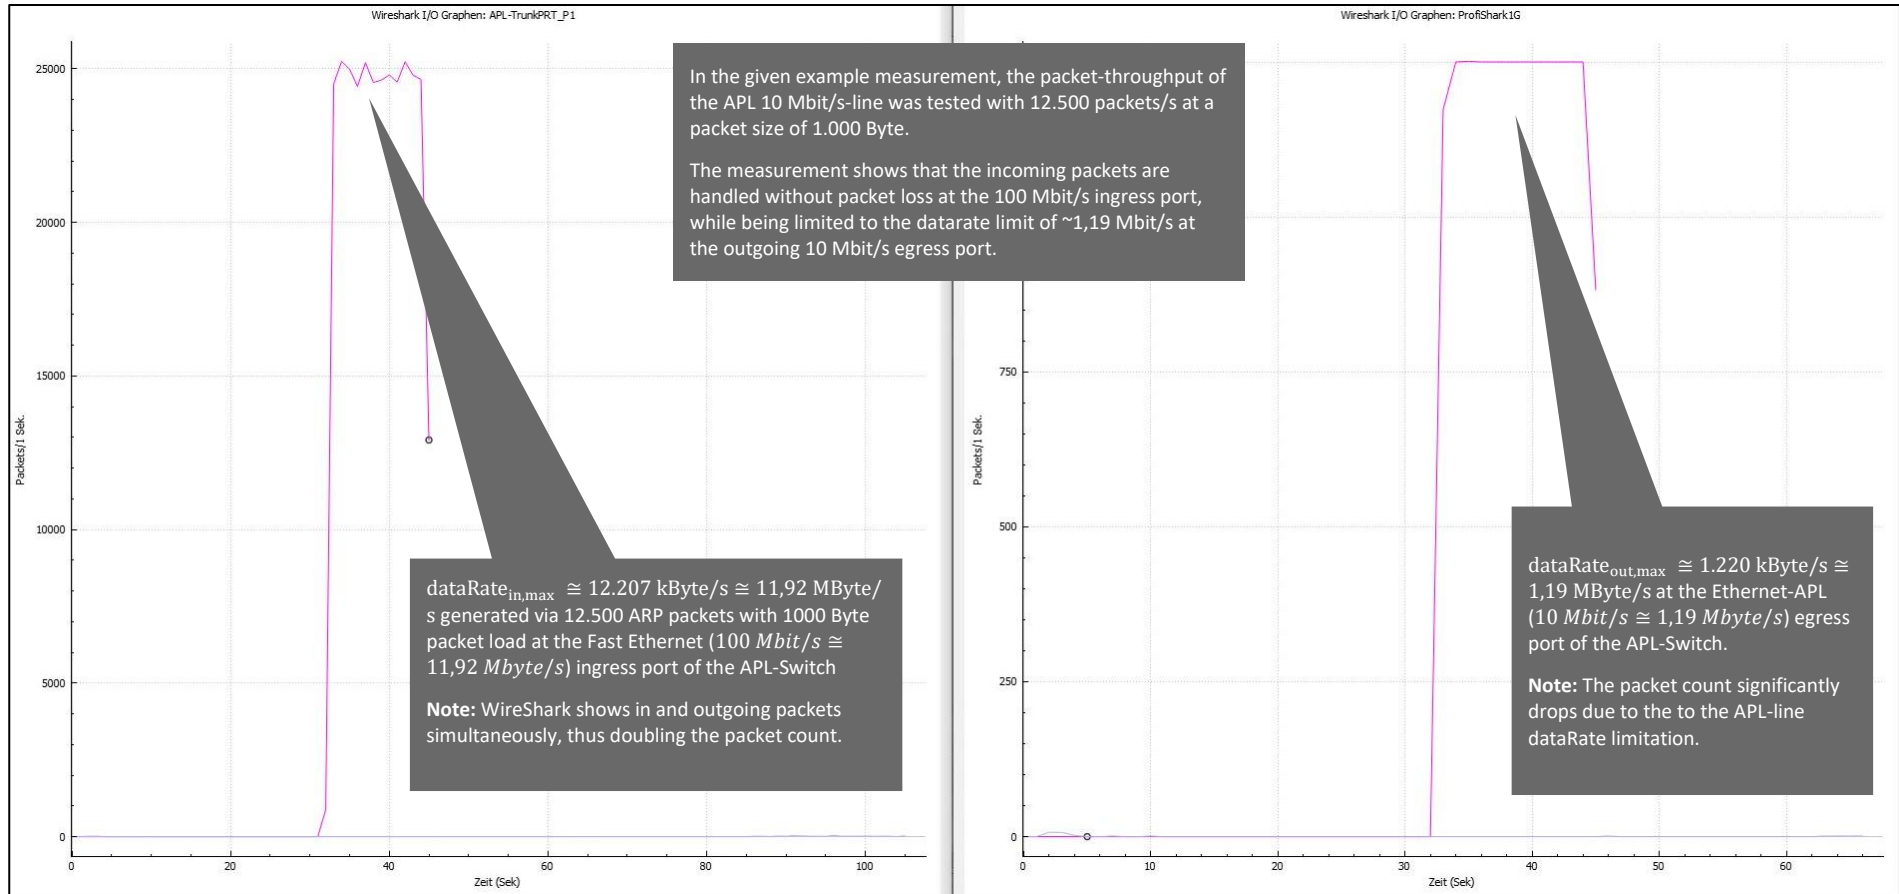 Wireshark I/O Graphen: APL-TrunkPRT_P1
25000
20000
15000
10000
5000
0
Packets/1 Sek.
0 20 40 60 80 100
Zeit (Sek)
Wireshark I/O Graphen: ProfiShark1G
750
500
250
0
Packets/1 Sek.
0 10 20 30 40 50 60
Zeit (Sek)
In the given example measurement, the packet-throughput of
the APL 10 Mbit/s-line was tested with 12.500 packets/s at a
packet size of 1.000 Byte.
The measurement shows that the incoming packets are
handled without packet loss at the 100 Mbit/s ingress port,
while being limited to the datarate limit of ~1,19 Mbit/s at
the outgoing 10 Mbit/s egress port.
dataRate in,max ≅ 12.207 kByte/s ≅ 11,92 MByte/
s generated via 12.500 ARP packets with 1000 Byte
packet load at the Fast Ethernet (100 Mbit/s ≅
11,92 Mbyte/s) ingress port of the APL-Switch
Note: WireShark shows in and outgoing packets
simultaneously, thus doubling the packet count.
dataRate out,max ≅ 1.220 kByte/s ≅
1,19 MByte/s at the Ethernet-APL
(10 Mbit/s ≅ 1,19 Mbyte/s) egress
port of the APL-Switch.
Note: The packet count significantly
drops due to the to the APL-line
dataRate limitation.